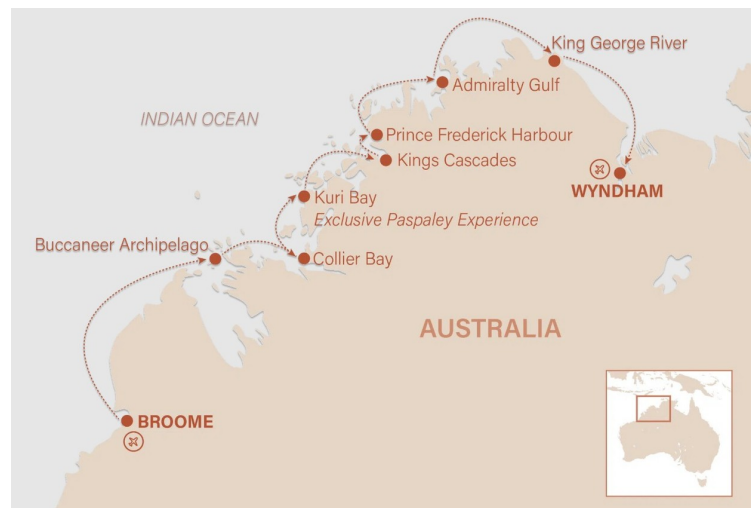 King George River
Admiralty Gulf
INDIAN OCEAN
Prince Frederick Harbour
Kings Cascades
WYNDHAM
Kuri Bay
Exclusive Paspaley Experience
Buccaneer Archipelago
Collier Bay
AUSTRALIA
BROOME